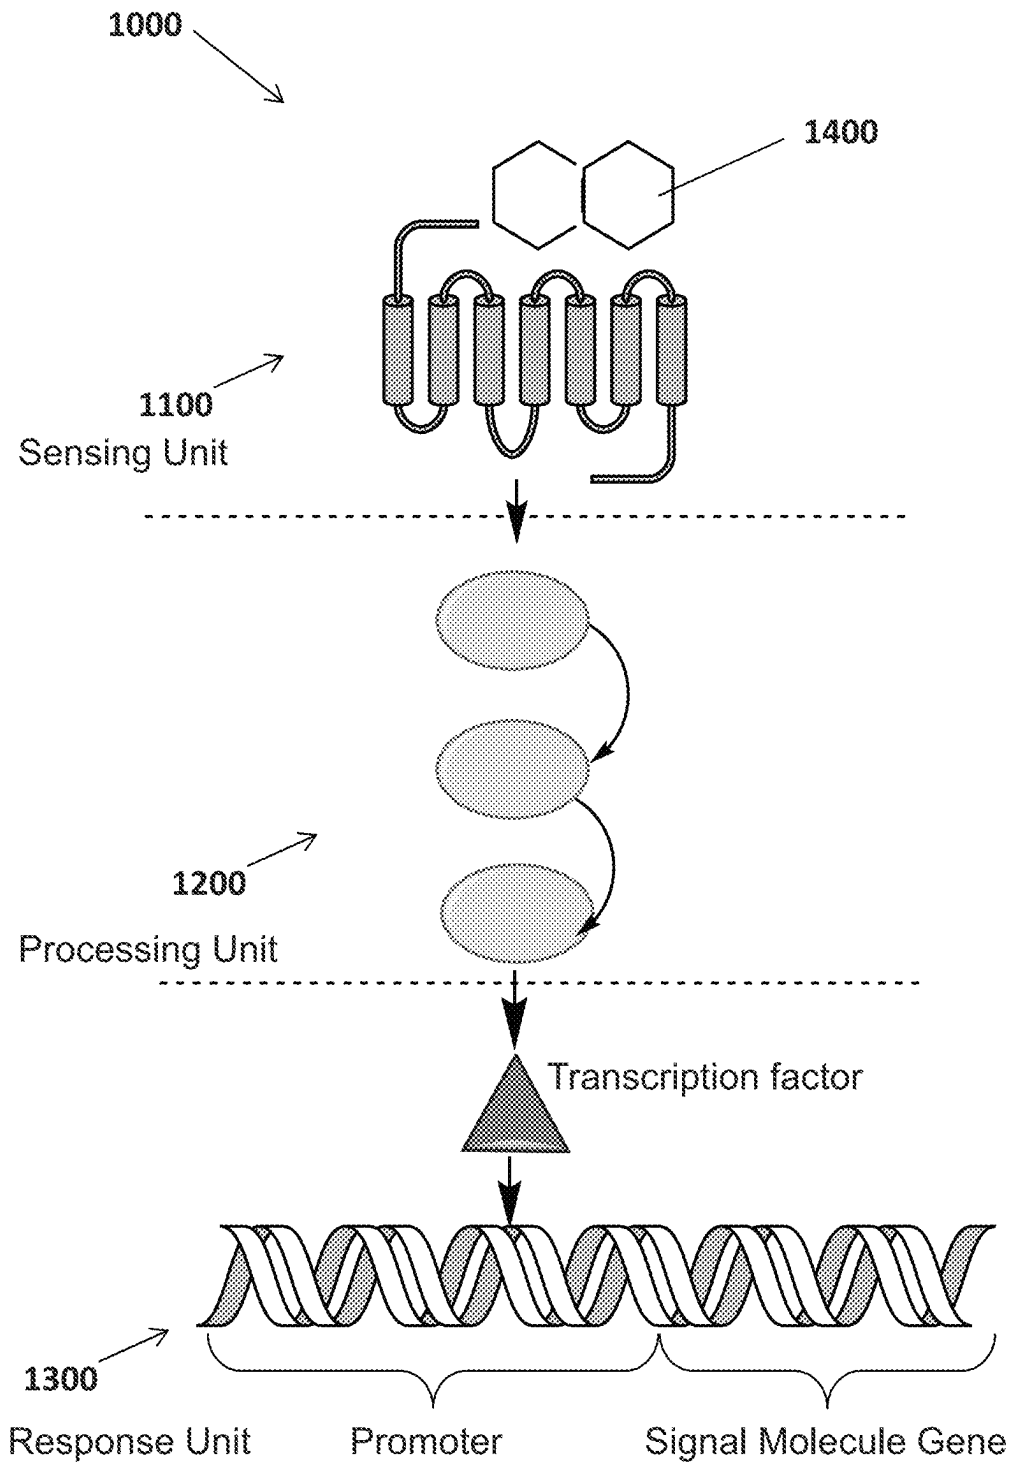 1000
1400
1100
Sensing Unit
1200
Processing Unit
Transcription factor
1300
Response Unit
Promoter
Signal Molecule Gene